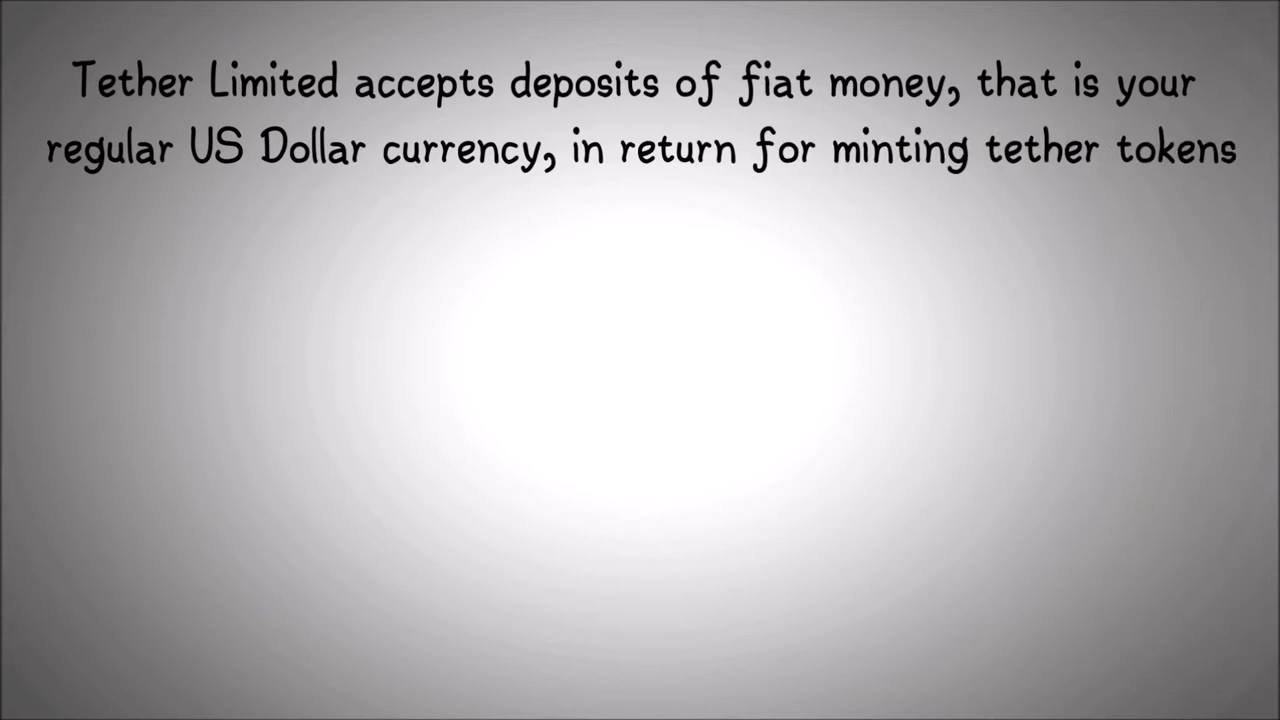 Tether Limited accepts deposits of fiat money, that is your
regular US Dollar currency, in return for minting tether tokens